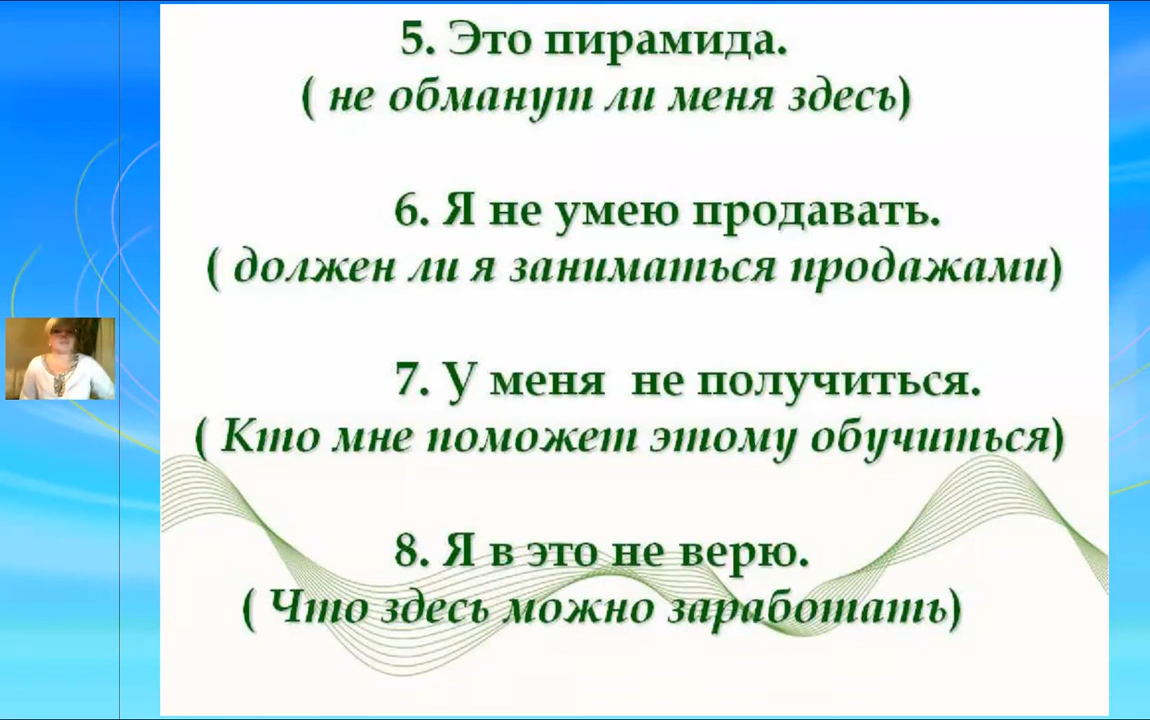 5. Это пирамида.
( не обманут ли меня здесь)
6. Я не умею продавать.
( должен ли я заниматься продажами)
7. У меня  не получиться.
( Кто мне поможет этому обучиться)
8. Я в это не верю.
( Что здесь можно заработать)